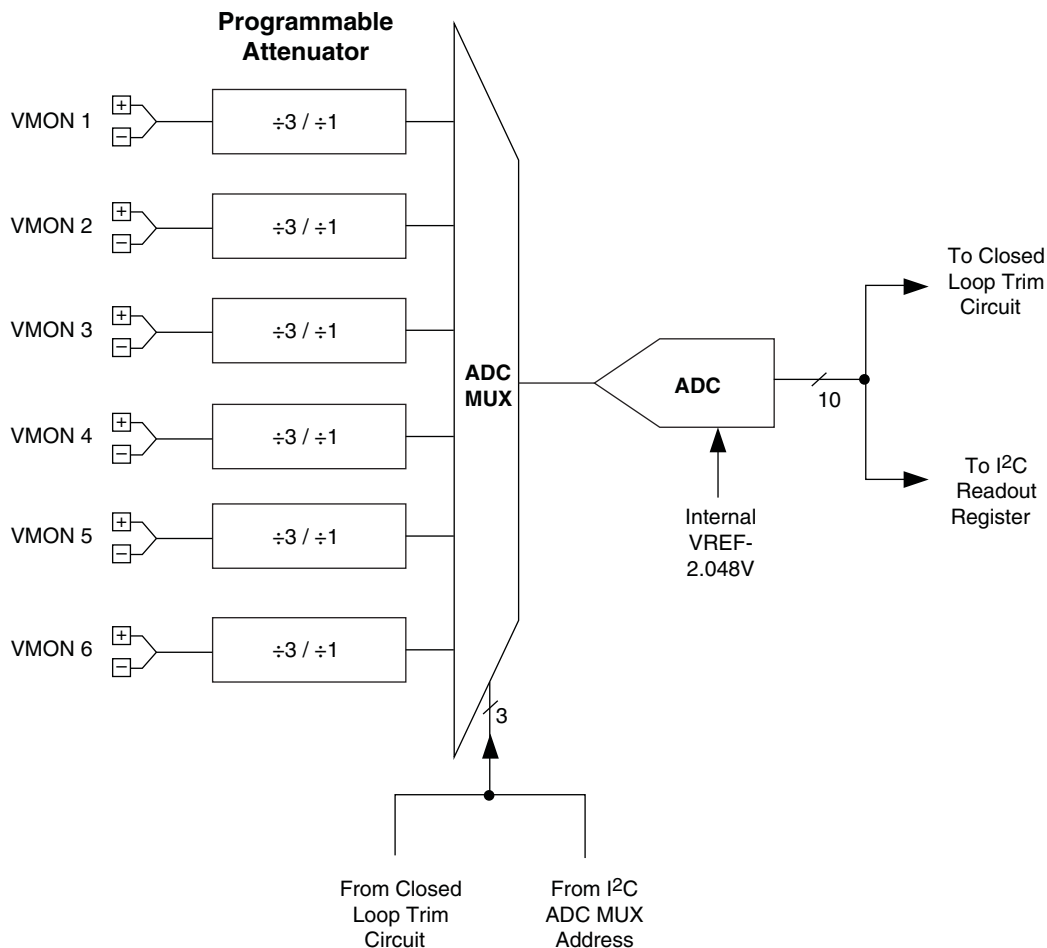 Programmable
Attenuator
VMON 1
+
−
÷3 / ÷1
VMON 2
+
−
÷3 / ÷1
VMON 3
+
−
÷3 / ÷1
VMON 4
+
−
÷3 / ÷1
VMON 5
+
−
÷3 / ÷1
VMON 6
+
−
÷3 / ÷1
ADC
MUX
3
ADC
10
Internal
VREF-
2.048V
To Closed
Loop Trim
Circuit
To I²C
Readout
Register
From Closed
Loop Trim
Circuit
From I²C
ADC MUX
Address